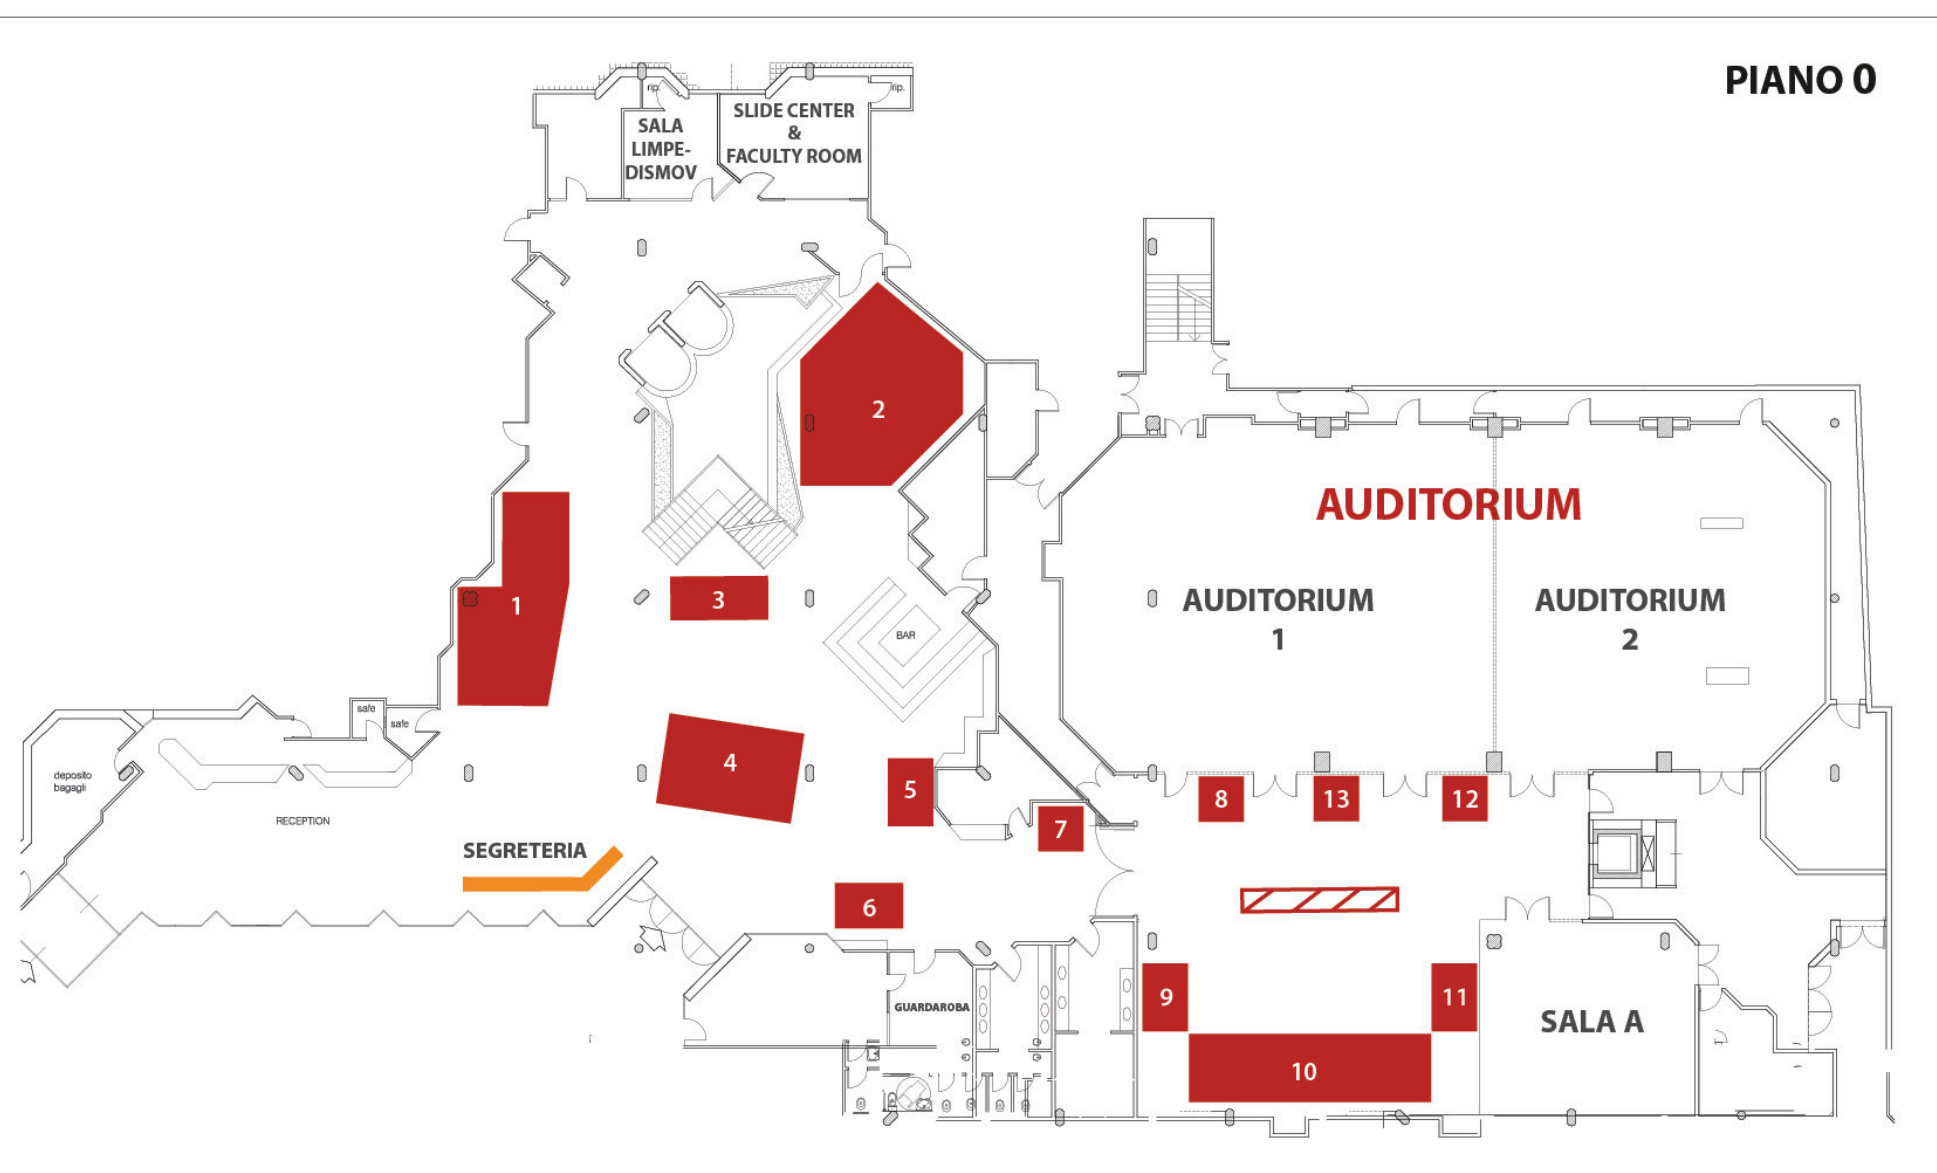 PIANO 0
rip.
rip.
SLIDE CENTER
&
FACULTY ROOM
SALA
LIMPE-
DISMOV
2
AUDITORIUM
AUDITORIUM
1
AUDITORIUM
2
1
3
BAR
safe
safe
4
5
deposito
bagagli
RECEPTION
7
8
13
12
SEGRETERIA
6
9
11
GUARDAROBA
SALA A
10